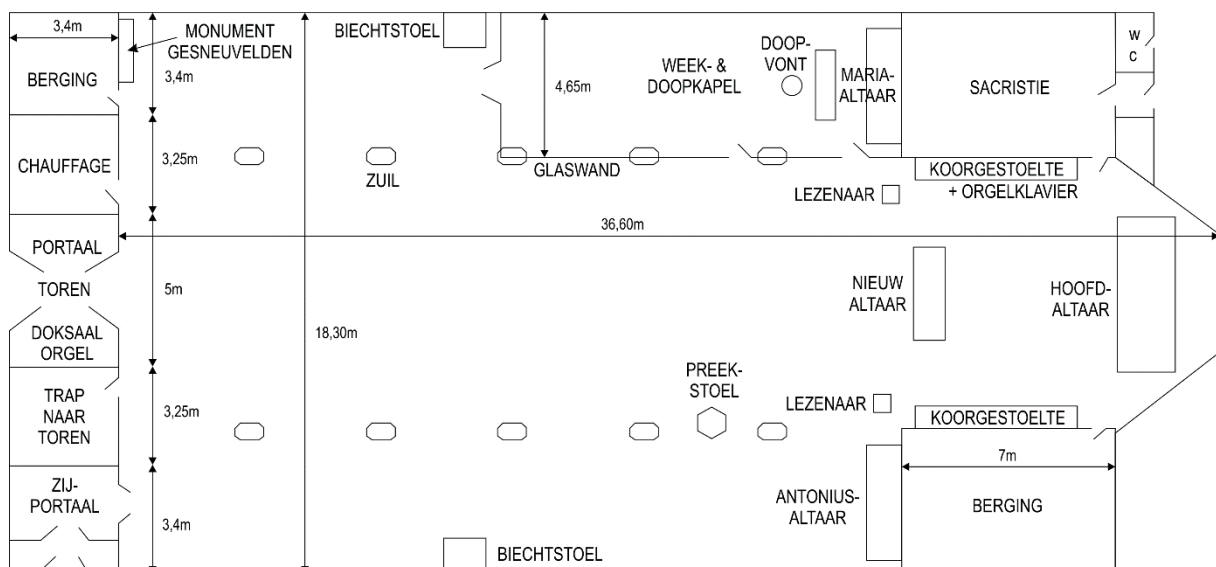 3,4m
MONUMENT
GESNEUVELDEN
BERGING
3,4m
BIECHTSTOEL
4,65m
WEEK- &
DOOPKAPEL
DOOP-
VONT
MARIA-
ALTAAR
SACRISTIE
W
C
CHAUFFAGE
3,25m
ZUIL
GLASWAND
KOORGESTOELTE
+ ORGELKLAVIER
LEZENAAR
36,60m
PORTAAL
TOREN
5m
DOKSAAL
ORGEL
18,30m
NIEUW
ALTAAR
HOOFD-
ALTAAR
TRAP
NAAR
TOREN
3,25m
PREEK-
STOEL
LEZENAAR
KOORGESTOELTE
7m
ZIJ-
PORTAAL
3,4m
BIECHTSTOEL
ANTONIUS-
ALTAAR
BERGING